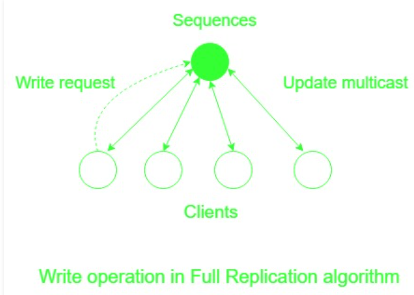 Sequences
Write request
Update multicast
Clients
Write operation in Full Replication algorithm